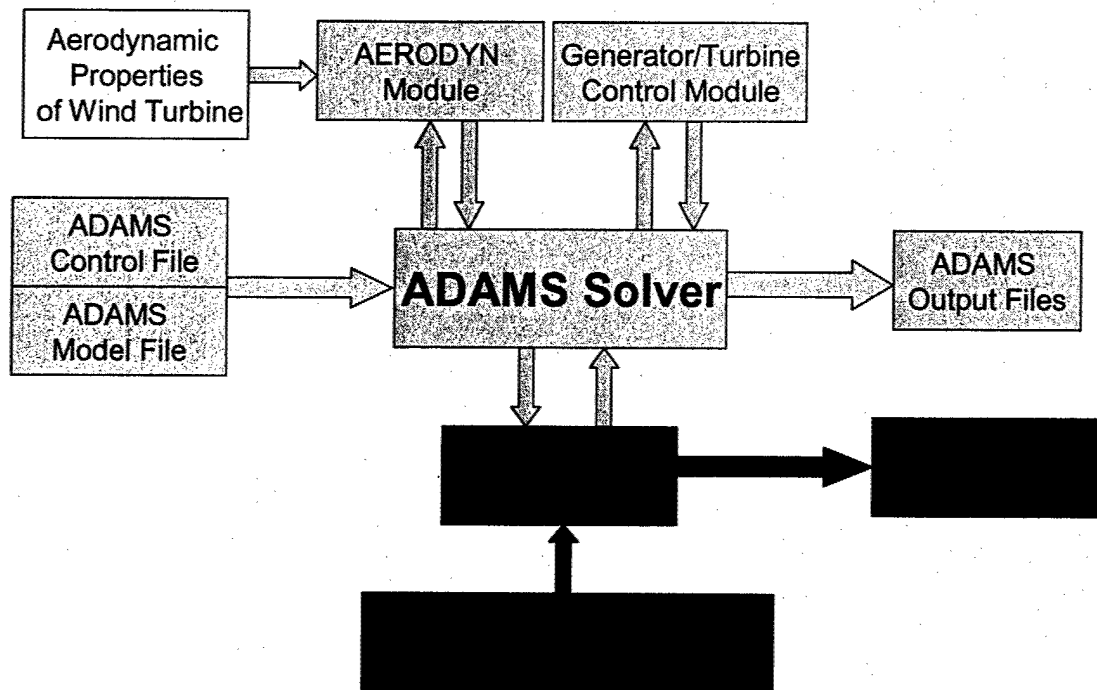 Aerodynamic
Properties
of Wind Turbine
AERODYN
Module
Generator/Turbine
Control Module
ADAMS
Control File
ADAMS
Model File
ADAMS Solver
ADAMS
Output Files